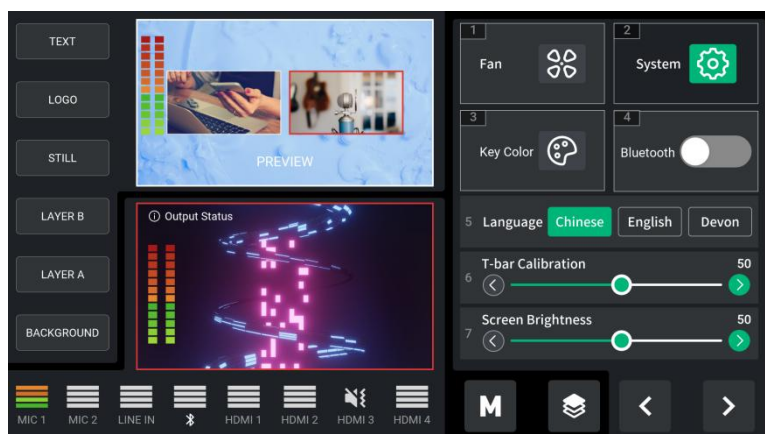 TEXT
LOGO
STILL
LAYER B
LAYER A
BACKGROUND
PREVIEW
Output Status
MIC 1 MIC 2 LINE IN HDMI 1 HDMI 2 HDMI 3 HDMI 4
1
Fan
2
System
3
Key Color
4
Bluetooth
5 Language Chinese English Devon
6 T-bar Calibration 50
7 Screen Brightness 50
M